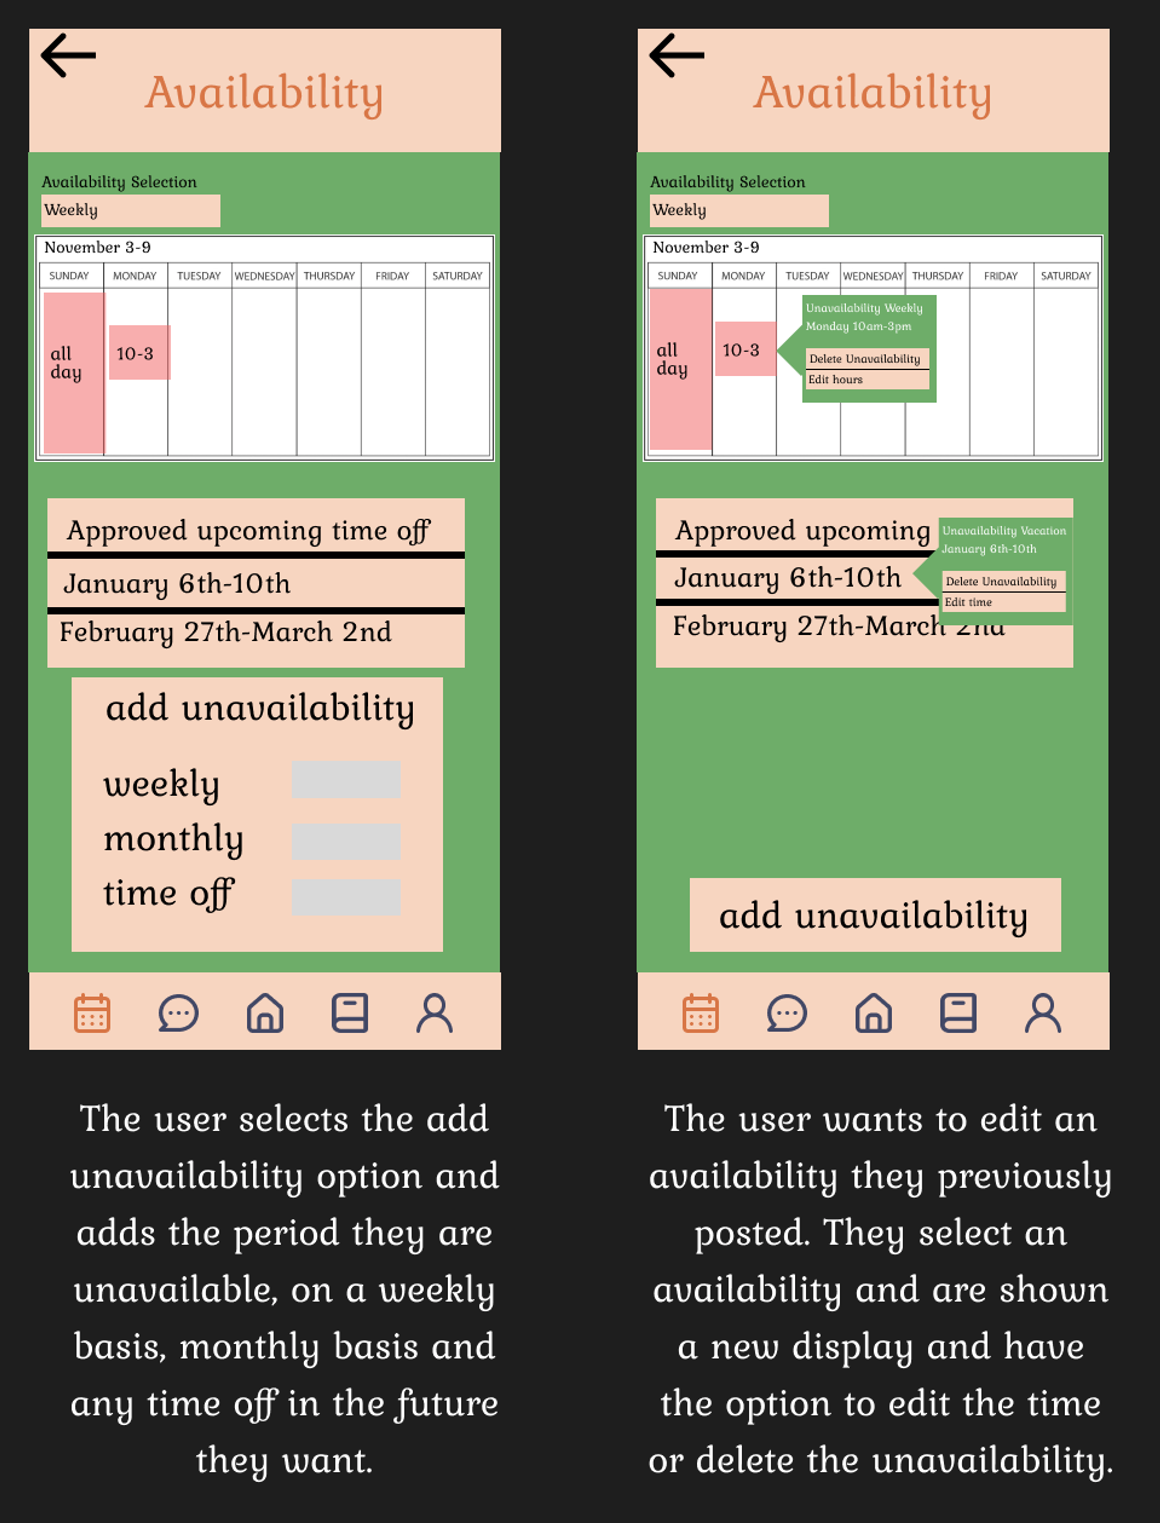 Availability
Availability Selection
Weekly
November 3-9
SUNDAY MONDAY TUESDAY WEDNESDAY THURSDAY FRIDAY SATURDAY
all
day
10-3
Approved upcoming time off
January 6th-10th
February 27th-March 2nd
add unavailability
weekly
monthly
time off
The user selects the add
unavailability option and
adds the period they are
unavailable, on a weekly
basis, monthly basis and
any time off in the future
they want.
Availability
Availability Selection
Weekly
November 3-9
SUNDAY MONDAY TUESDAY WEDNESDAY THURSDAY FRIDAY SATURDAY
all
day
10-3
Unavailability Weekly
Monday 10am-3pm
Delete Unavailability
Edit hours
Approved upcoming
January 6th-10th
February 27th-March 2nd
Unavailability Vacation
January 6th-10th
Delete Unavailability
Edit time
add unavailability
The user wants to edit an
availability they previously
posted. They select an
availability and are shown
a new display and have
the option to edit the time
or delete the unavailability.